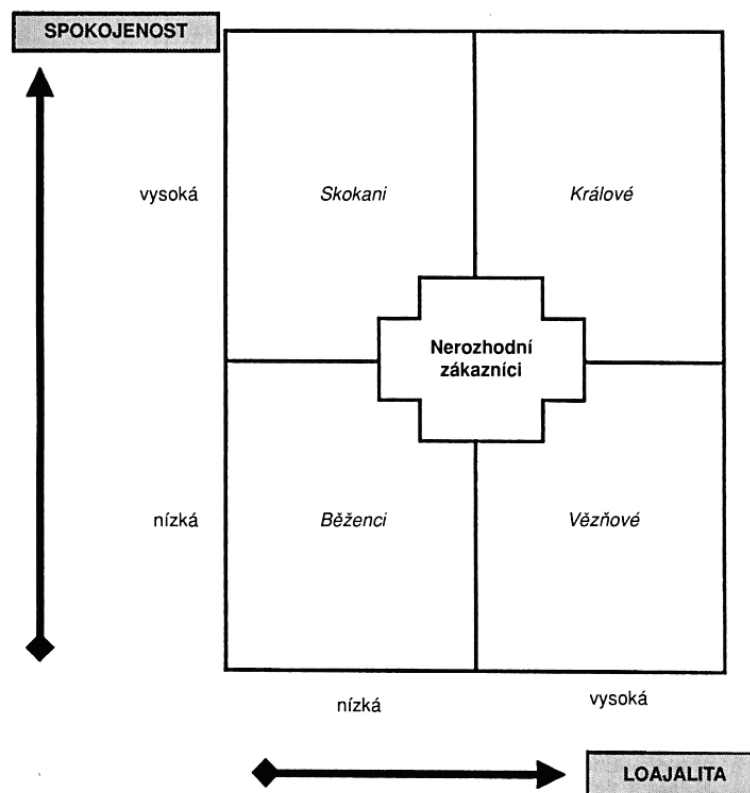 SPOKOJENOST
vysoká
Skokani
Králové
Nerozhodní
zákazníci
nízká
Běženci
Vězňové
nízká
vysoká
LOAJALITA